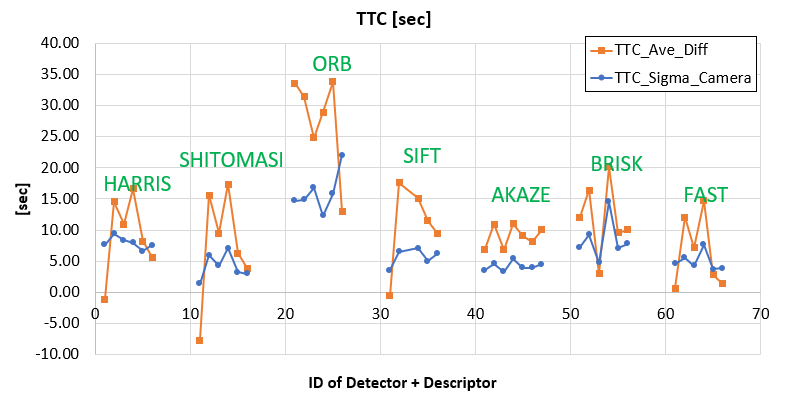 TTC [sec]
40.00
35.00
30.00
25.00
20.00
15.00
10.00
5.00
0.00
-5.00
-10.00
[sec]
TTC_Ave_Diff
TTC_Sigma_Camera
ORB
SHITOMASI
SIFT
BRISK
HARRIS
AKAZE
FAST
0 10 20 30 40 50 60 70
ID of Detector + Descriptor